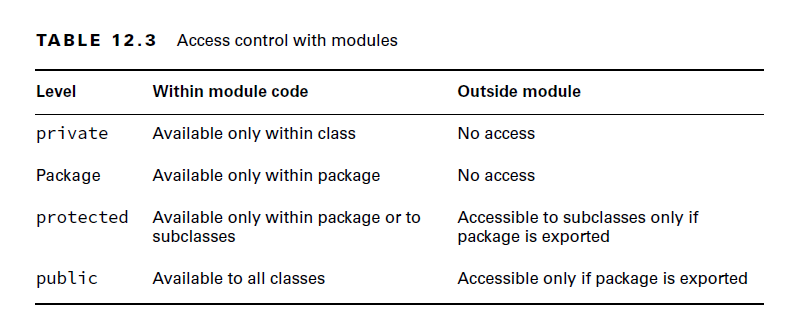 TABLE 12.3 Access control with modules
Level Within module code Outside module
private Available only within class No access
Package Available only within package No access
protected Available only within package or to Accessible to subclasses only if
subclasses package is exported
public Available to all classes Accessible only if package is exported